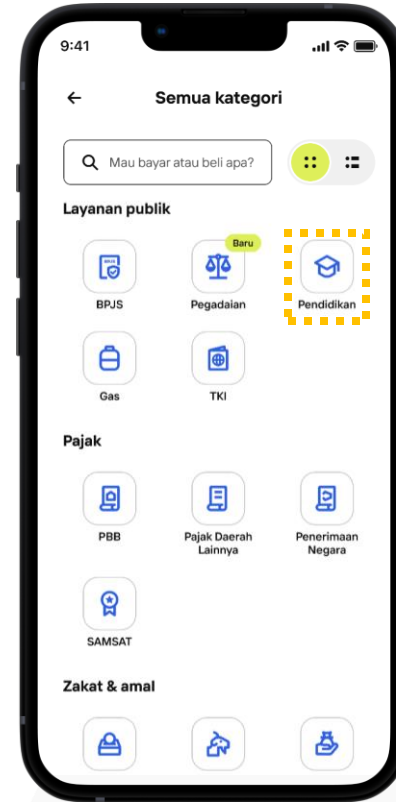 9:41
Semua kategori
Mau bayar atau beli apa?
Layanan publik
Baru
BPJS
Pegadaian
Pendidikan
Gas
TKI
Pajak
PBB
Pajak Daerah
Lainnya
Penerimaan
Negara
SAMSAT
Zakat & amal